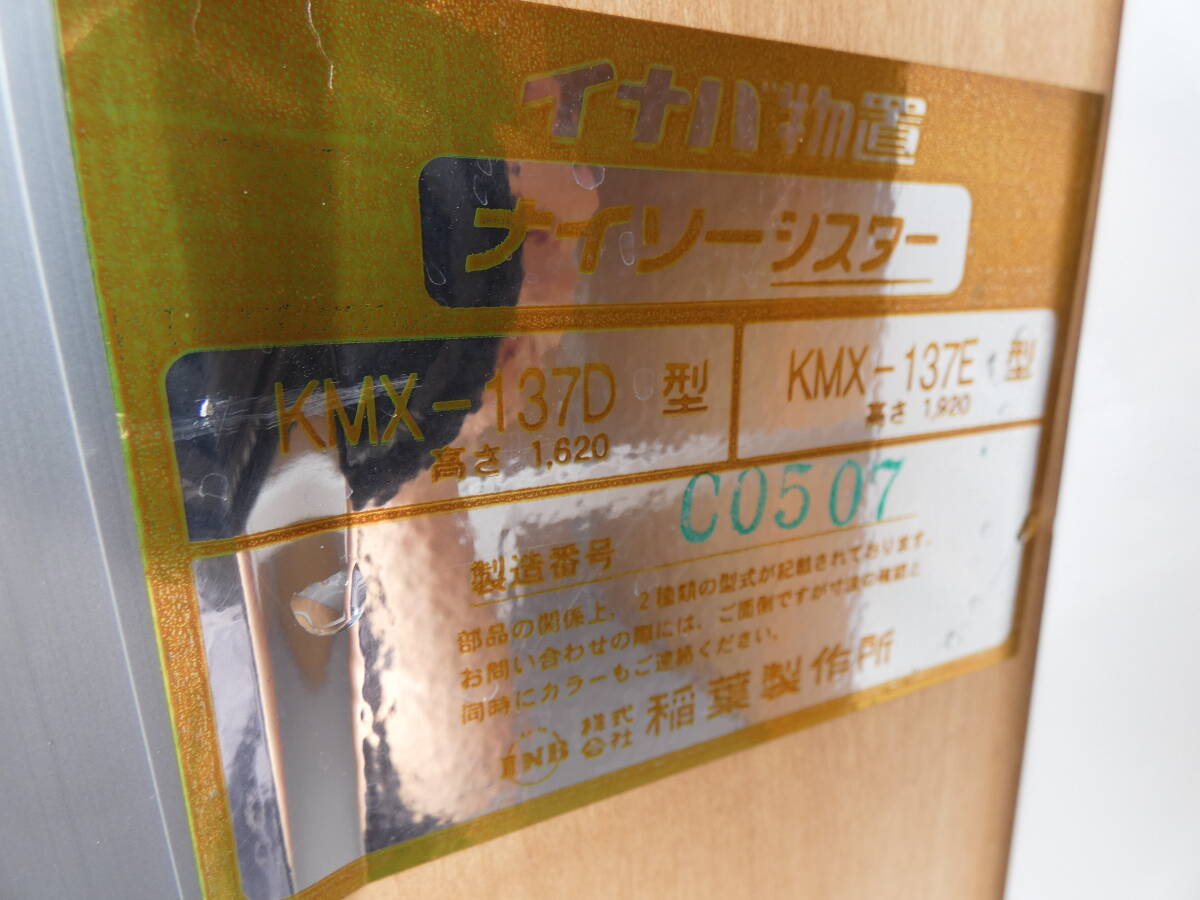 イナバ物置
ナイソーシスター
KMX-137D 型
高さ 1,620
KMX-137E 型
高さ 1,920
製造番号 C0507
部品の関係上、2種類の型式が記載されております。
お問い合わせの際には、ご面倒ですが寸法の確認と
同時にカラーもご連絡ください。
INB 株式会社 稲葉製作所